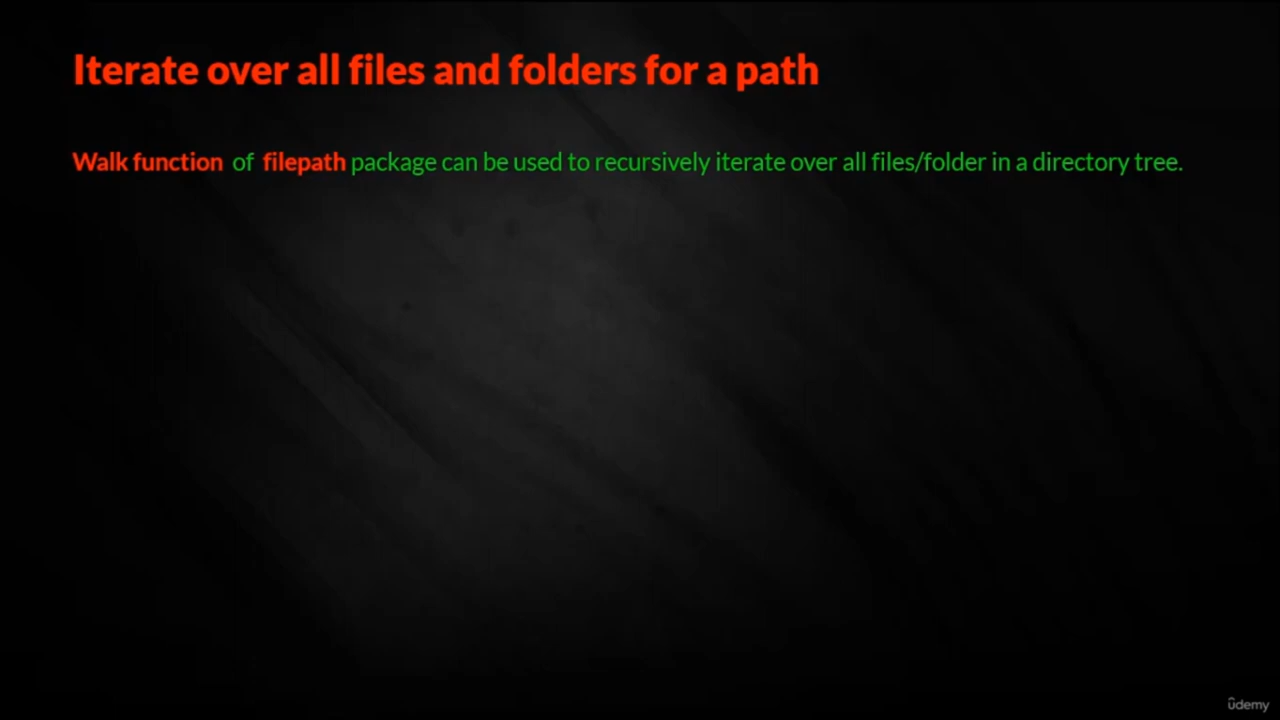 Iterate over all files and folders for a path
Walk function of filepath package can be used to recursively iterate over all files/folder in a directory tree.
ûdemy